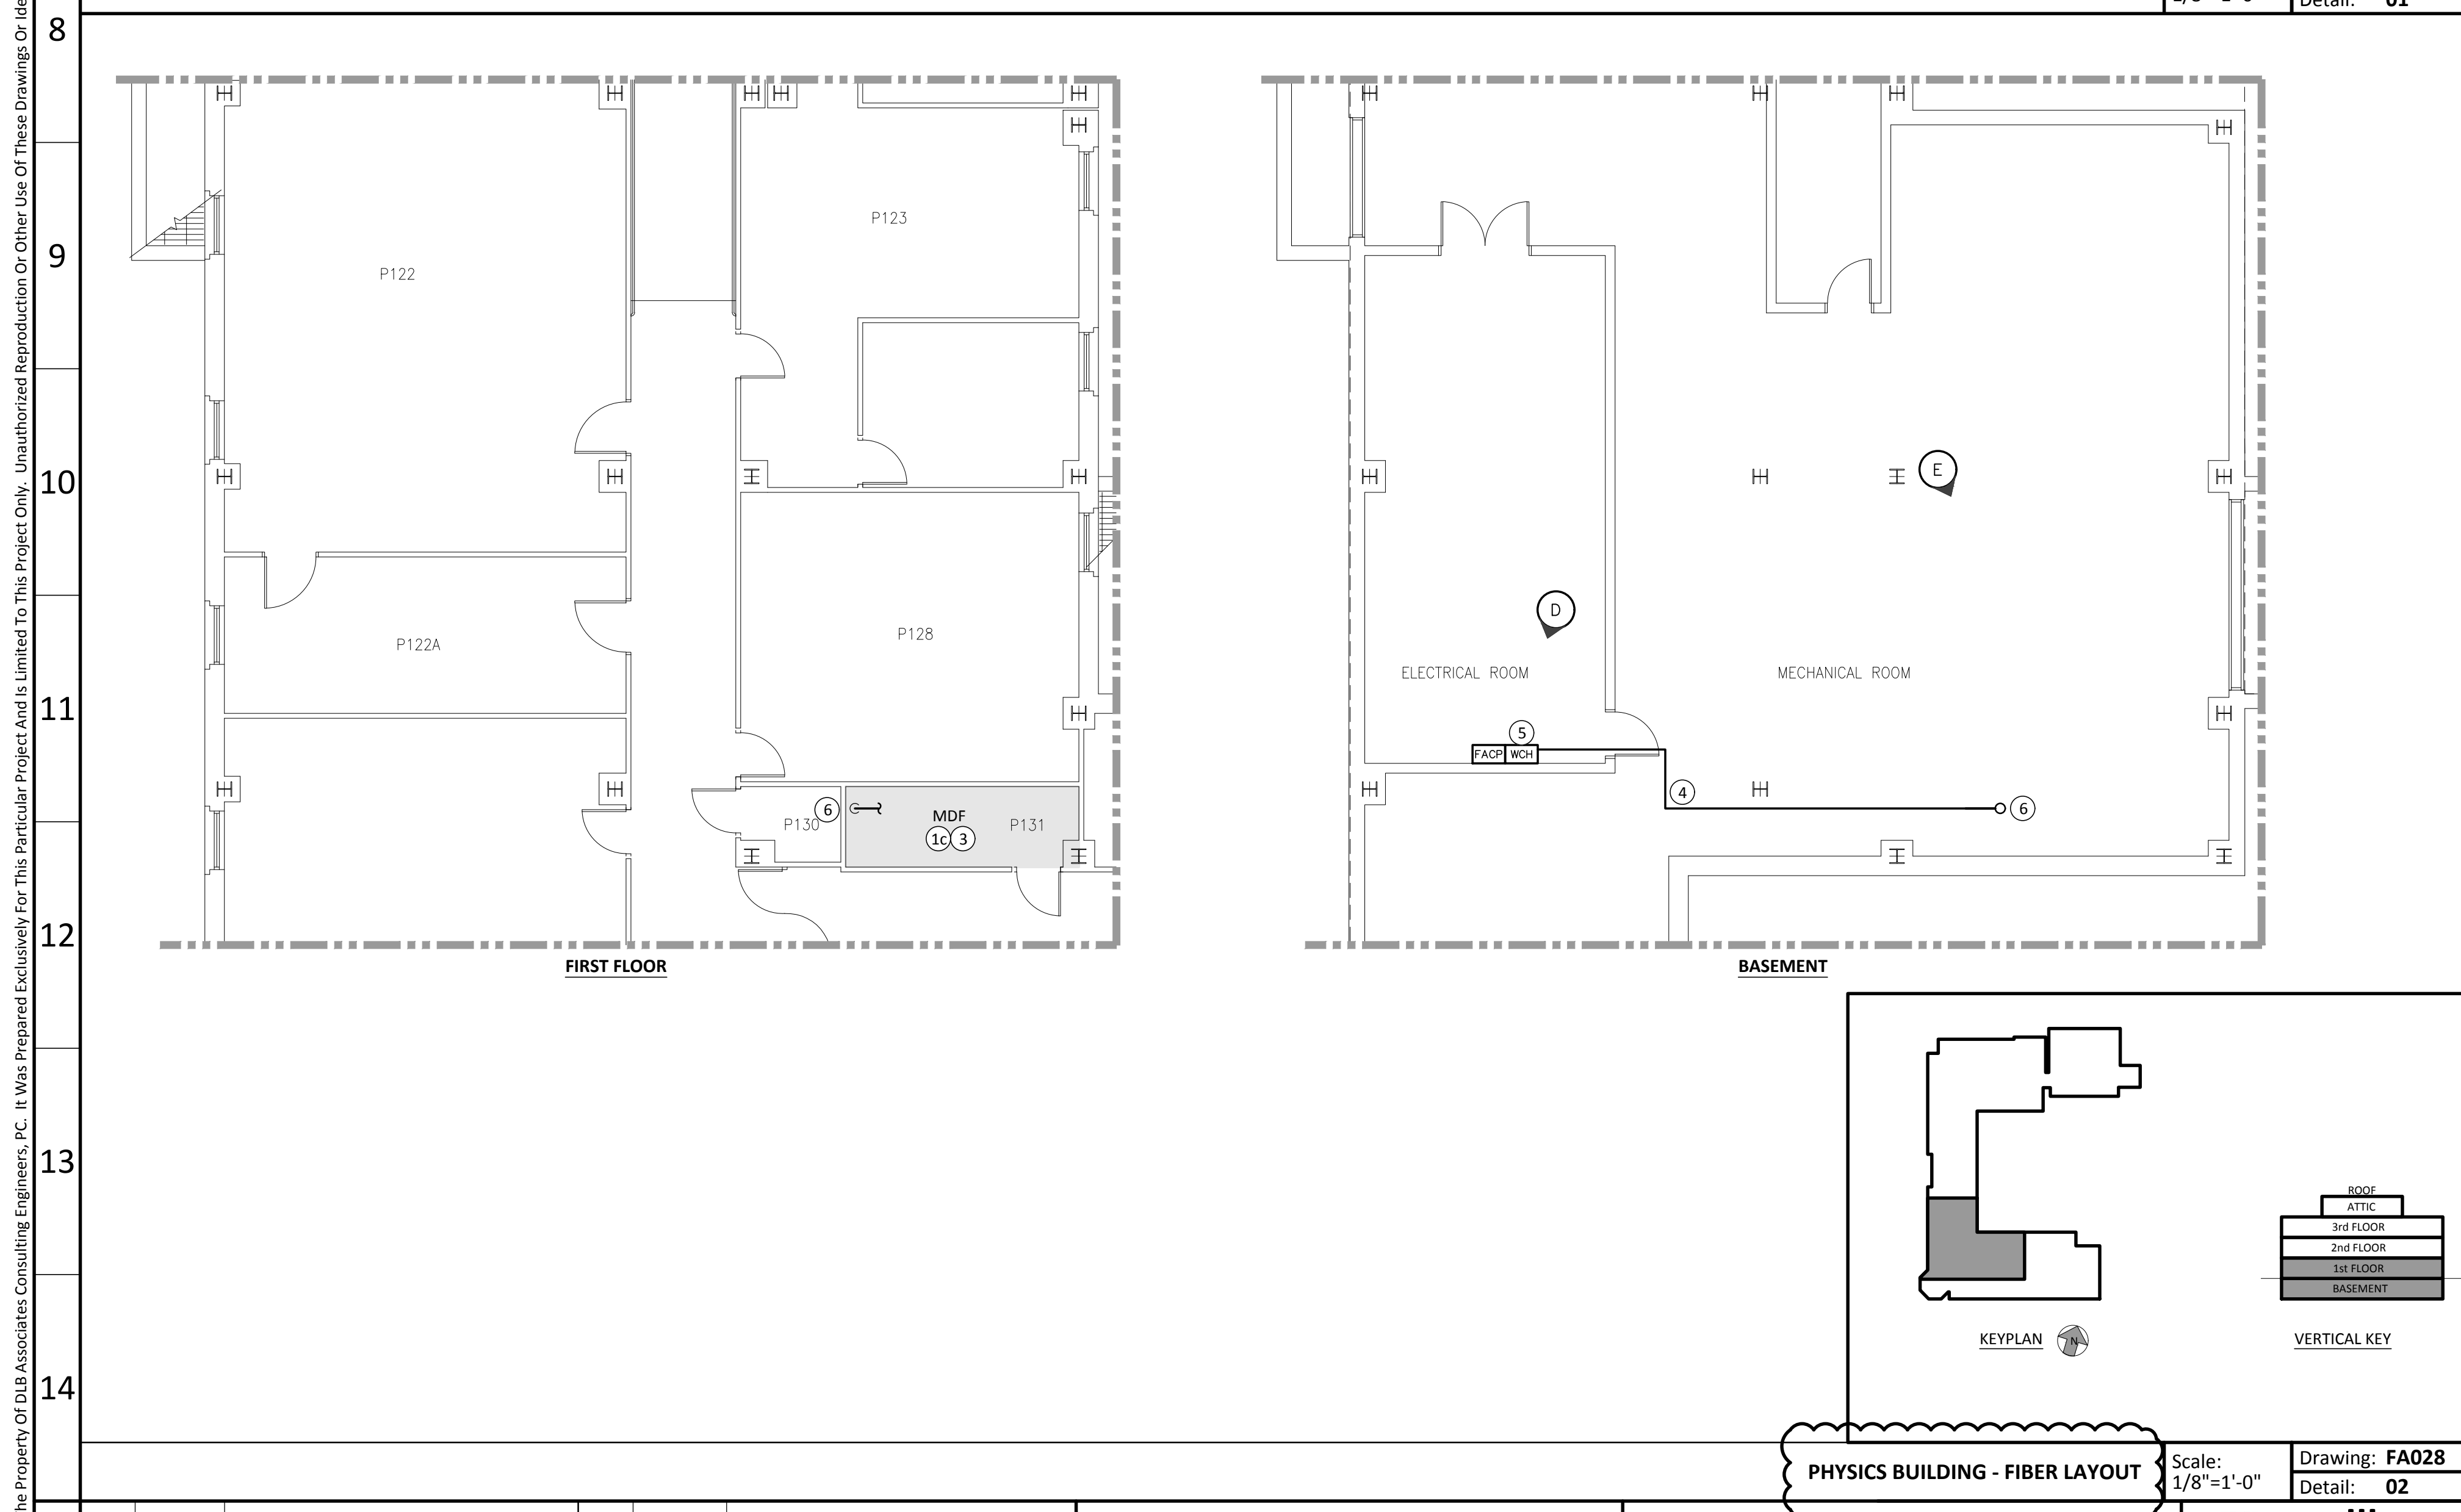 he Property Of DLB Associates Consulting Engineers, PC.  It Was Prepared Exclusively For This Particular Project And Is Limited To This Project Only.  Unauthorized Reproduction Or Other Use Of These Drawings Or Ide
8
9
10
11
12
13
14
Detail: 01
P122
P123
P122A
P128
P130
P131
6
MDF
1c 3
FIRST FLOOR
E
D
ELECTRICAL ROOM
MECHANICAL ROOM
5
FACP WCH
4
6
BASEMENT
ROOF
ATTIC
3rd FLOOR
2nd FLOOR
1st FLOOR
BASEMENT
KEYPLAN
N
VERTICAL KEY
PHYSICS BUILDING - FIBER LAYOUT
Scale:
1/8"=1'-0"
Drawing: FA028
Detail: 02